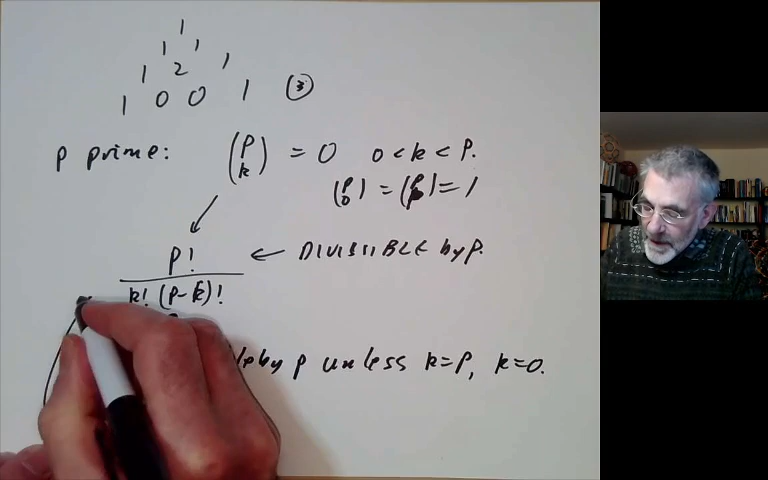 1
1 1
1 2 1
1 0 0 1 ③
p prime: (p k) = 0 0 < k < p.
(p 0) = (p p) = 1
p! ← DIVISIBLE by p.
k! (p-k)!
by p unless k=p, k=0.